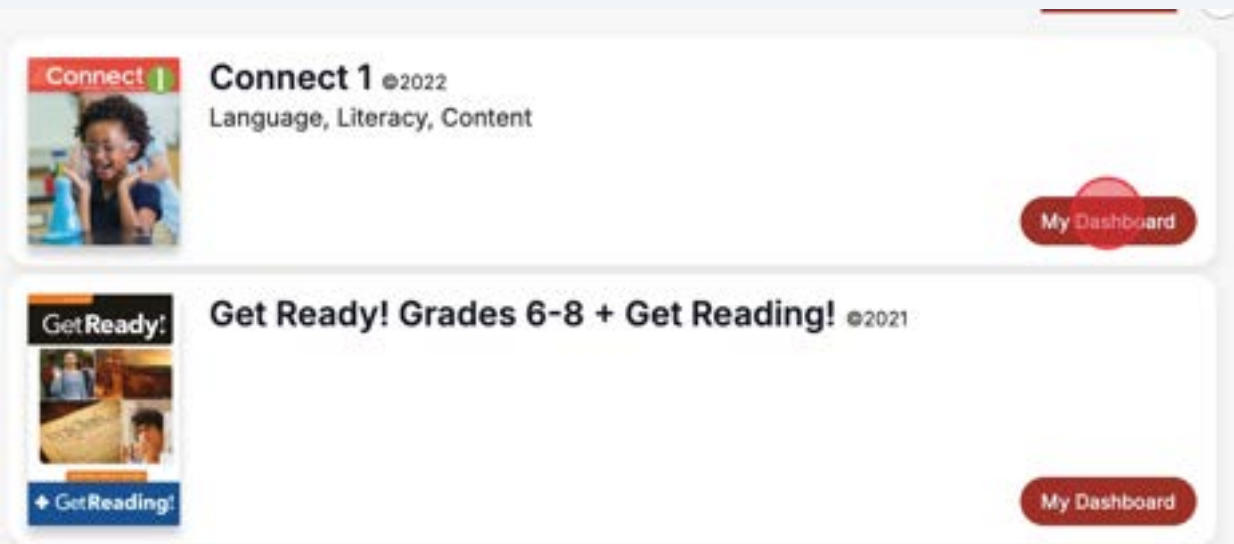 Connect 1
Connect 1 ©2022
Language, Literacy, Content
My Dashboard
GetReady!
Get Ready! Grades 6-8 + Get Reading! ©2021
+ GetReading!
My Dashboard